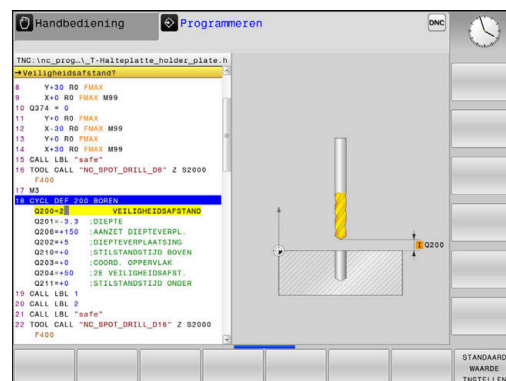 Handbediening
Programmeren
DNC
TNC:\nc_prog…\_T-Halteplatte_holder_plate.h
→Veiligheidsafstand?
8 Y+30 R0 FMAX
9 X+0 R0 FMAX M99
10 Q374 = 0
11 Y+0 R0 FMAX
12 X-30 R0 FMAX M99
13 Y+0 R0 FMAX
14 X+30 R0 FMAX M99
15 CALL LBL "safe"
16 TOOL CALL "NC_SPOT_DRILL_D8" Z S2000
F400
17 M3
18 CYCL DEF 200 BOREN
Q200=2 VEILIGHEIDSAFSTAND
Q201=-3.3 ;DIEPTE
Q206=+150 ;AANZET DIEPTEVERPL.
Q202=+5 ;DIEPTEVERPLAATSING
Q210=+0 ;STILSTANDSTIJD BOVEN
Q203=+0 ;COORD. OPPERVLAK
Q204=+50 ;2E VEILIGHEIDSAFST.
Q211=+0 ;STILSTANDSTIJD ONDER
19 CALL LBL 1
20 CALL LBL 2
21 CALL LBL "safe"
22 TOOL CALL "NC_SPOT_DRILL_D16" Z S2000
F400
I Q200
STANDAARD
WAARDE
INSTELLEN